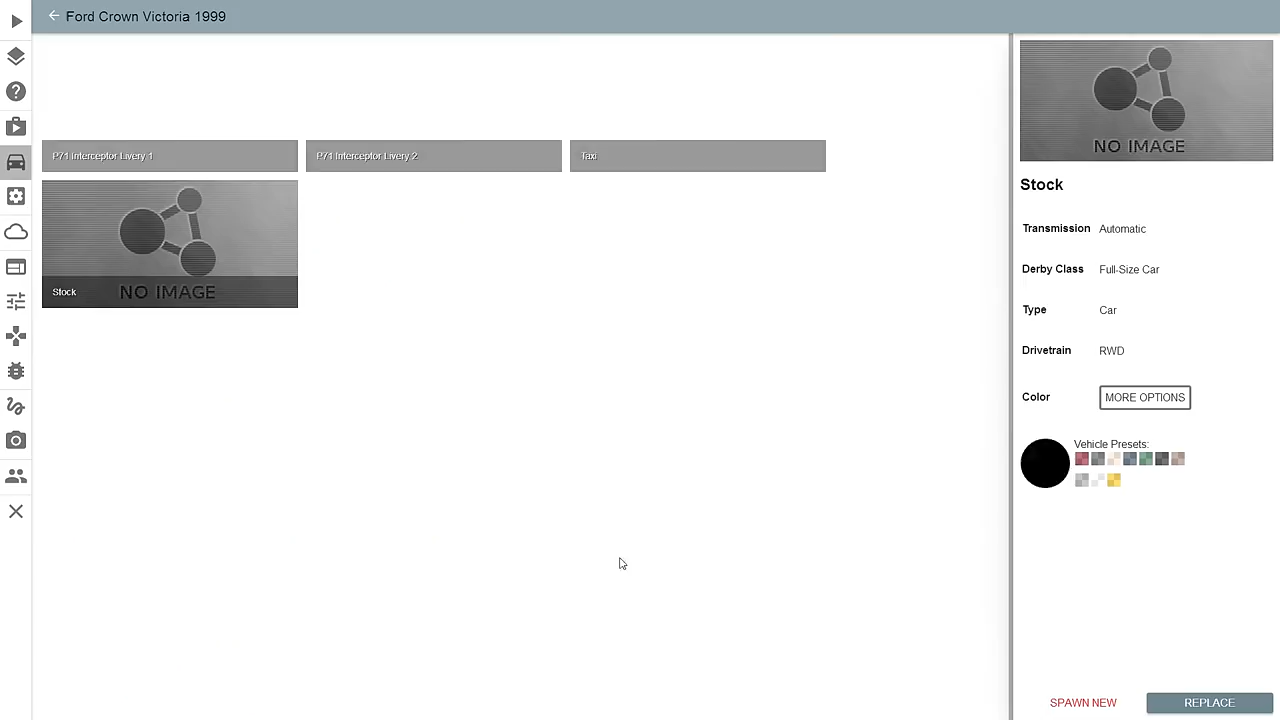 Ford Crown Victoria 1999
P71 Interceptor Livery 1
P71 Interceptor Livery 2
Taxi
NO IMAGE
Stock
NO IMAGE
Stock
Transmission Automatic
Derby Class Full-Size Car
Type Car
Drivetrain RWD
Color MORE OPTIONS
Vehicle Presets:
SPAWN NEW
REPLACE